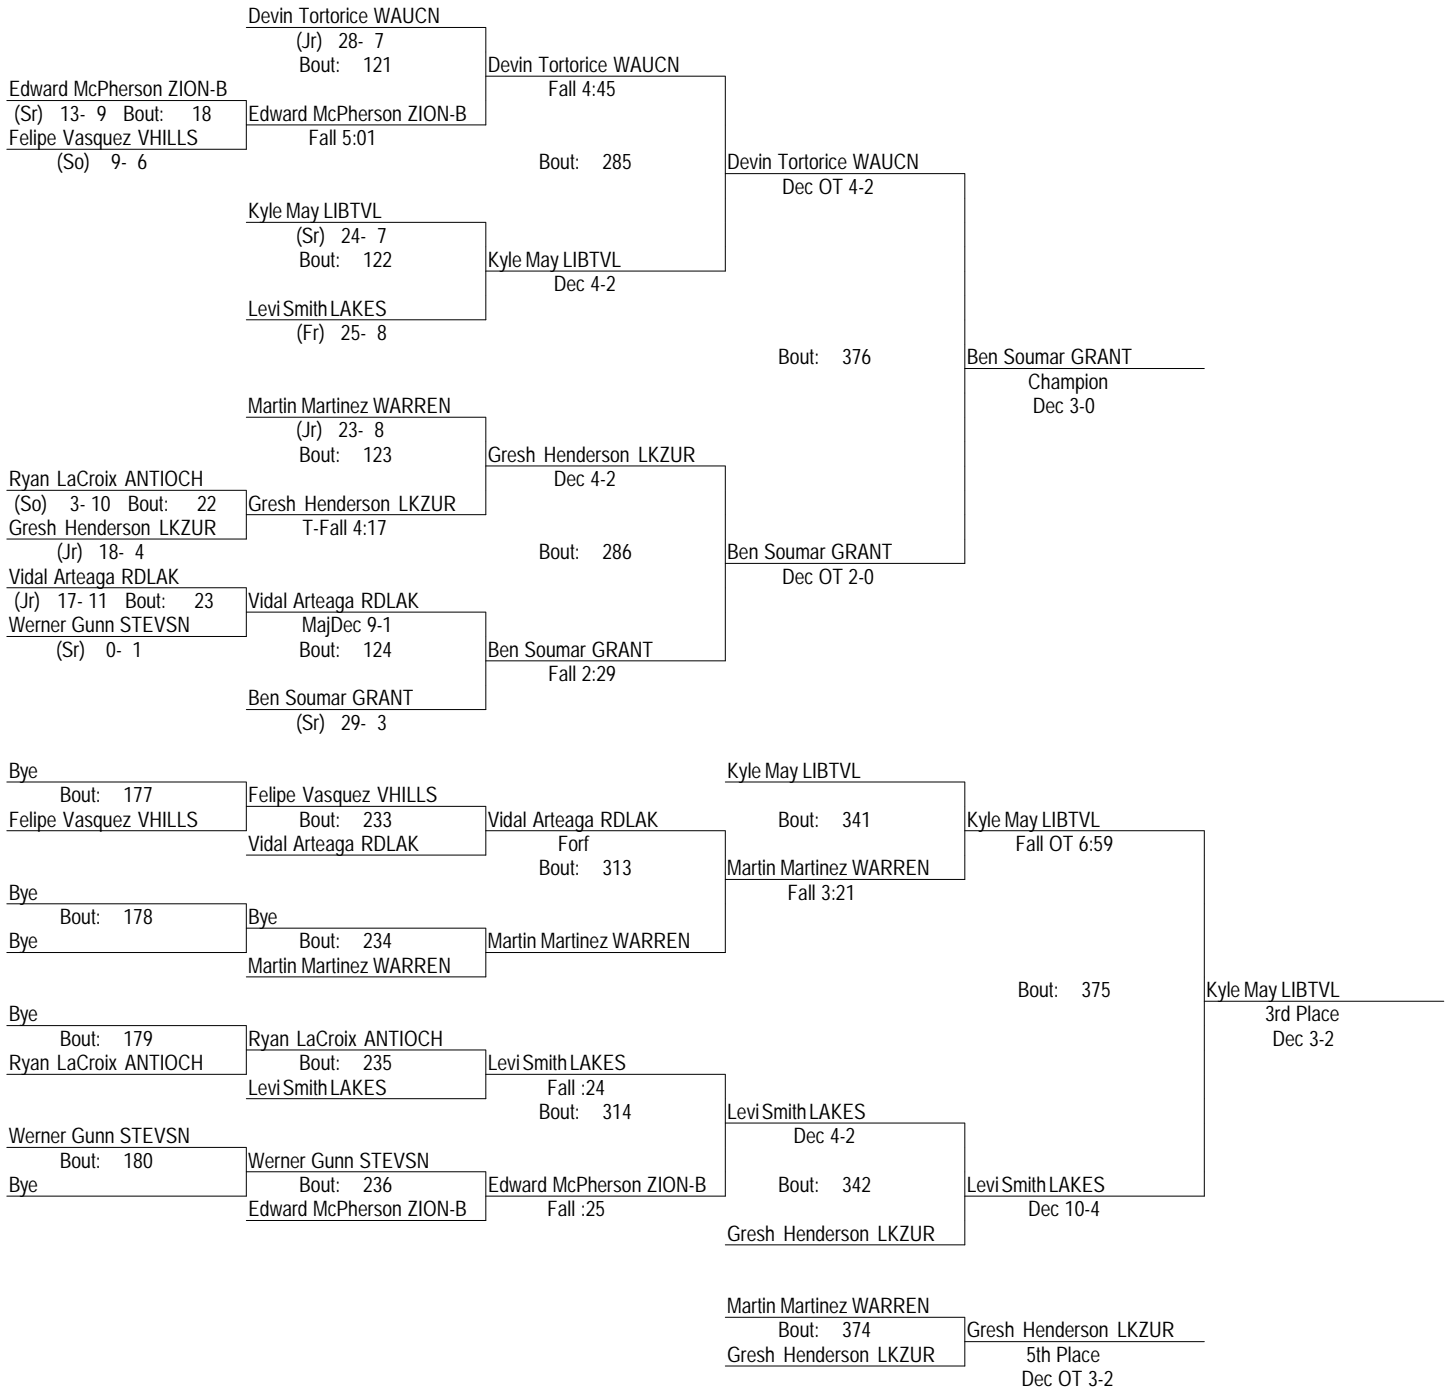 Devin Tortorice WAUCN
(Jr) 28- 7
Bout: 121
Devin Tortorice WAUCN
Edward McPherson ZION-B
Fall 4:45
(Sr) 13- 9 Bout: 18
Edward McPherson ZION-B
Felipe Vasquez VHILLS
Fall 5:01
(So) 9- 6
Bout: 285
Devin Tortorice WAUCN
Dec OT 4-2
Kyle May LIBTVL
(Sr) 24- 7
Bout: 122
Kyle May LIBTVL
Dec 4-2
Levi Smith LAKES
(Fr) 25- 8
Bout: 376
Ben Soumar GRANT
Champion
Dec 3-0
Martin Martinez WARREN
(Jr) 23- 8
Bout: 123
Gresh Henderson LKZUR
Ryan LaCroix ANTIOCH
Dec 4-2
(So) 3- 10 Bout: 22
Gresh Henderson LKZUR
Gresh Henderson LKZUR
T-Fall 4:17
(Jr) 18- 4
Bout: 286
Ben Soumar GRANT
Vidal Arteaga RDLAK
Dec OT 2-0
(Jr) 17- 11 Bout: 23
Vidal Arteaga RDLAK
Werner Gunn STEVSN
MajDec 9-1
(Sr) 0- 1
Bout: 124
Ben Soumar GRANT
Fall 2:29
Ben Soumar GRANT
(Sr) 29- 3
Bye
Kyle May LIBTVL
Bout: 177
Felipe Vasquez VHILLS
Felipe Vasquez VHILLS
Bout: 233
Vidal Arteaga RDLAK
Bout: 341
Kyle May LIBTVL
Vidal Arteaga RDLAK
Forf
Fall OT 6:59
Bout: 313
Martin Martinez WARREN
Bye
Fall 3:21
Bout: 178
Bye
Bye
Bout: 234
Martin Martinez WARREN
Martin Martinez WARREN
Bout: 375
Kyle May LIBTVL
Bye
3rd Place
Bout: 179
Ryan LaCroix ANTIOCH
Dec 3-2
Ryan LaCroix ANTIOCH
Bout: 235
Levi Smith LAKES
Levi Smith LAKES
Fall :24
Bout: 314
Levi Smith LAKES
Werner Gunn STEVSN
Dec 4-2
Bout: 180
Werner Gunn STEVSN
Bye
Bout: 236
Edward McPherson ZION-B
Bout: 342
Levi Smith LAKES
Edward McPherson ZION-B
Fall :25
Dec 10-4
Gresh Henderson LKZUR
Martin Martinez WARREN
Bout: 374
Gresh Henderson LKZUR
Gresh Henderson LKZUR
5th Place
Dec OT 3-2